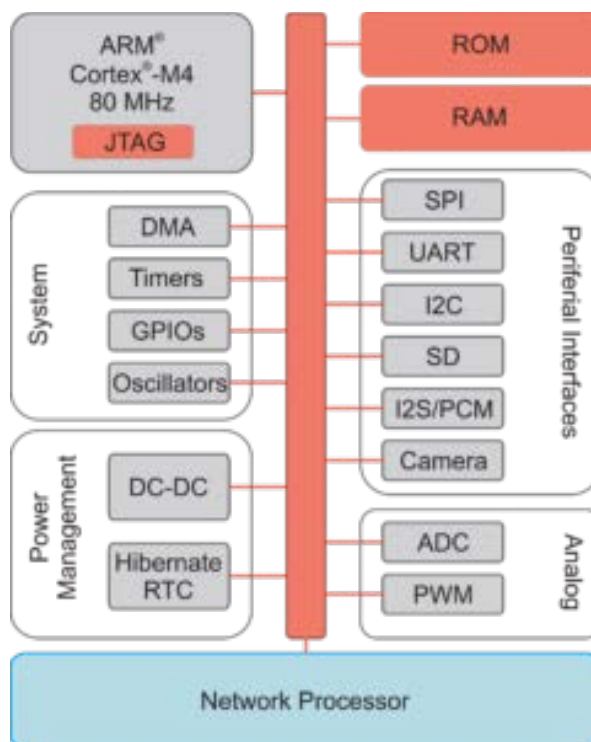 ARM®
Cortex®-M4
80 MHz
JTAG
ROM
RAM
System
DMA
Timers
GPIOs
Oscillators
Power
Management
DC-DC
Hibernate
RTC
SPI
UART
I2C
SD
I2S/PCM
Camera
Periferial Interfaces
ADC
PWM
Analog
Network Processor